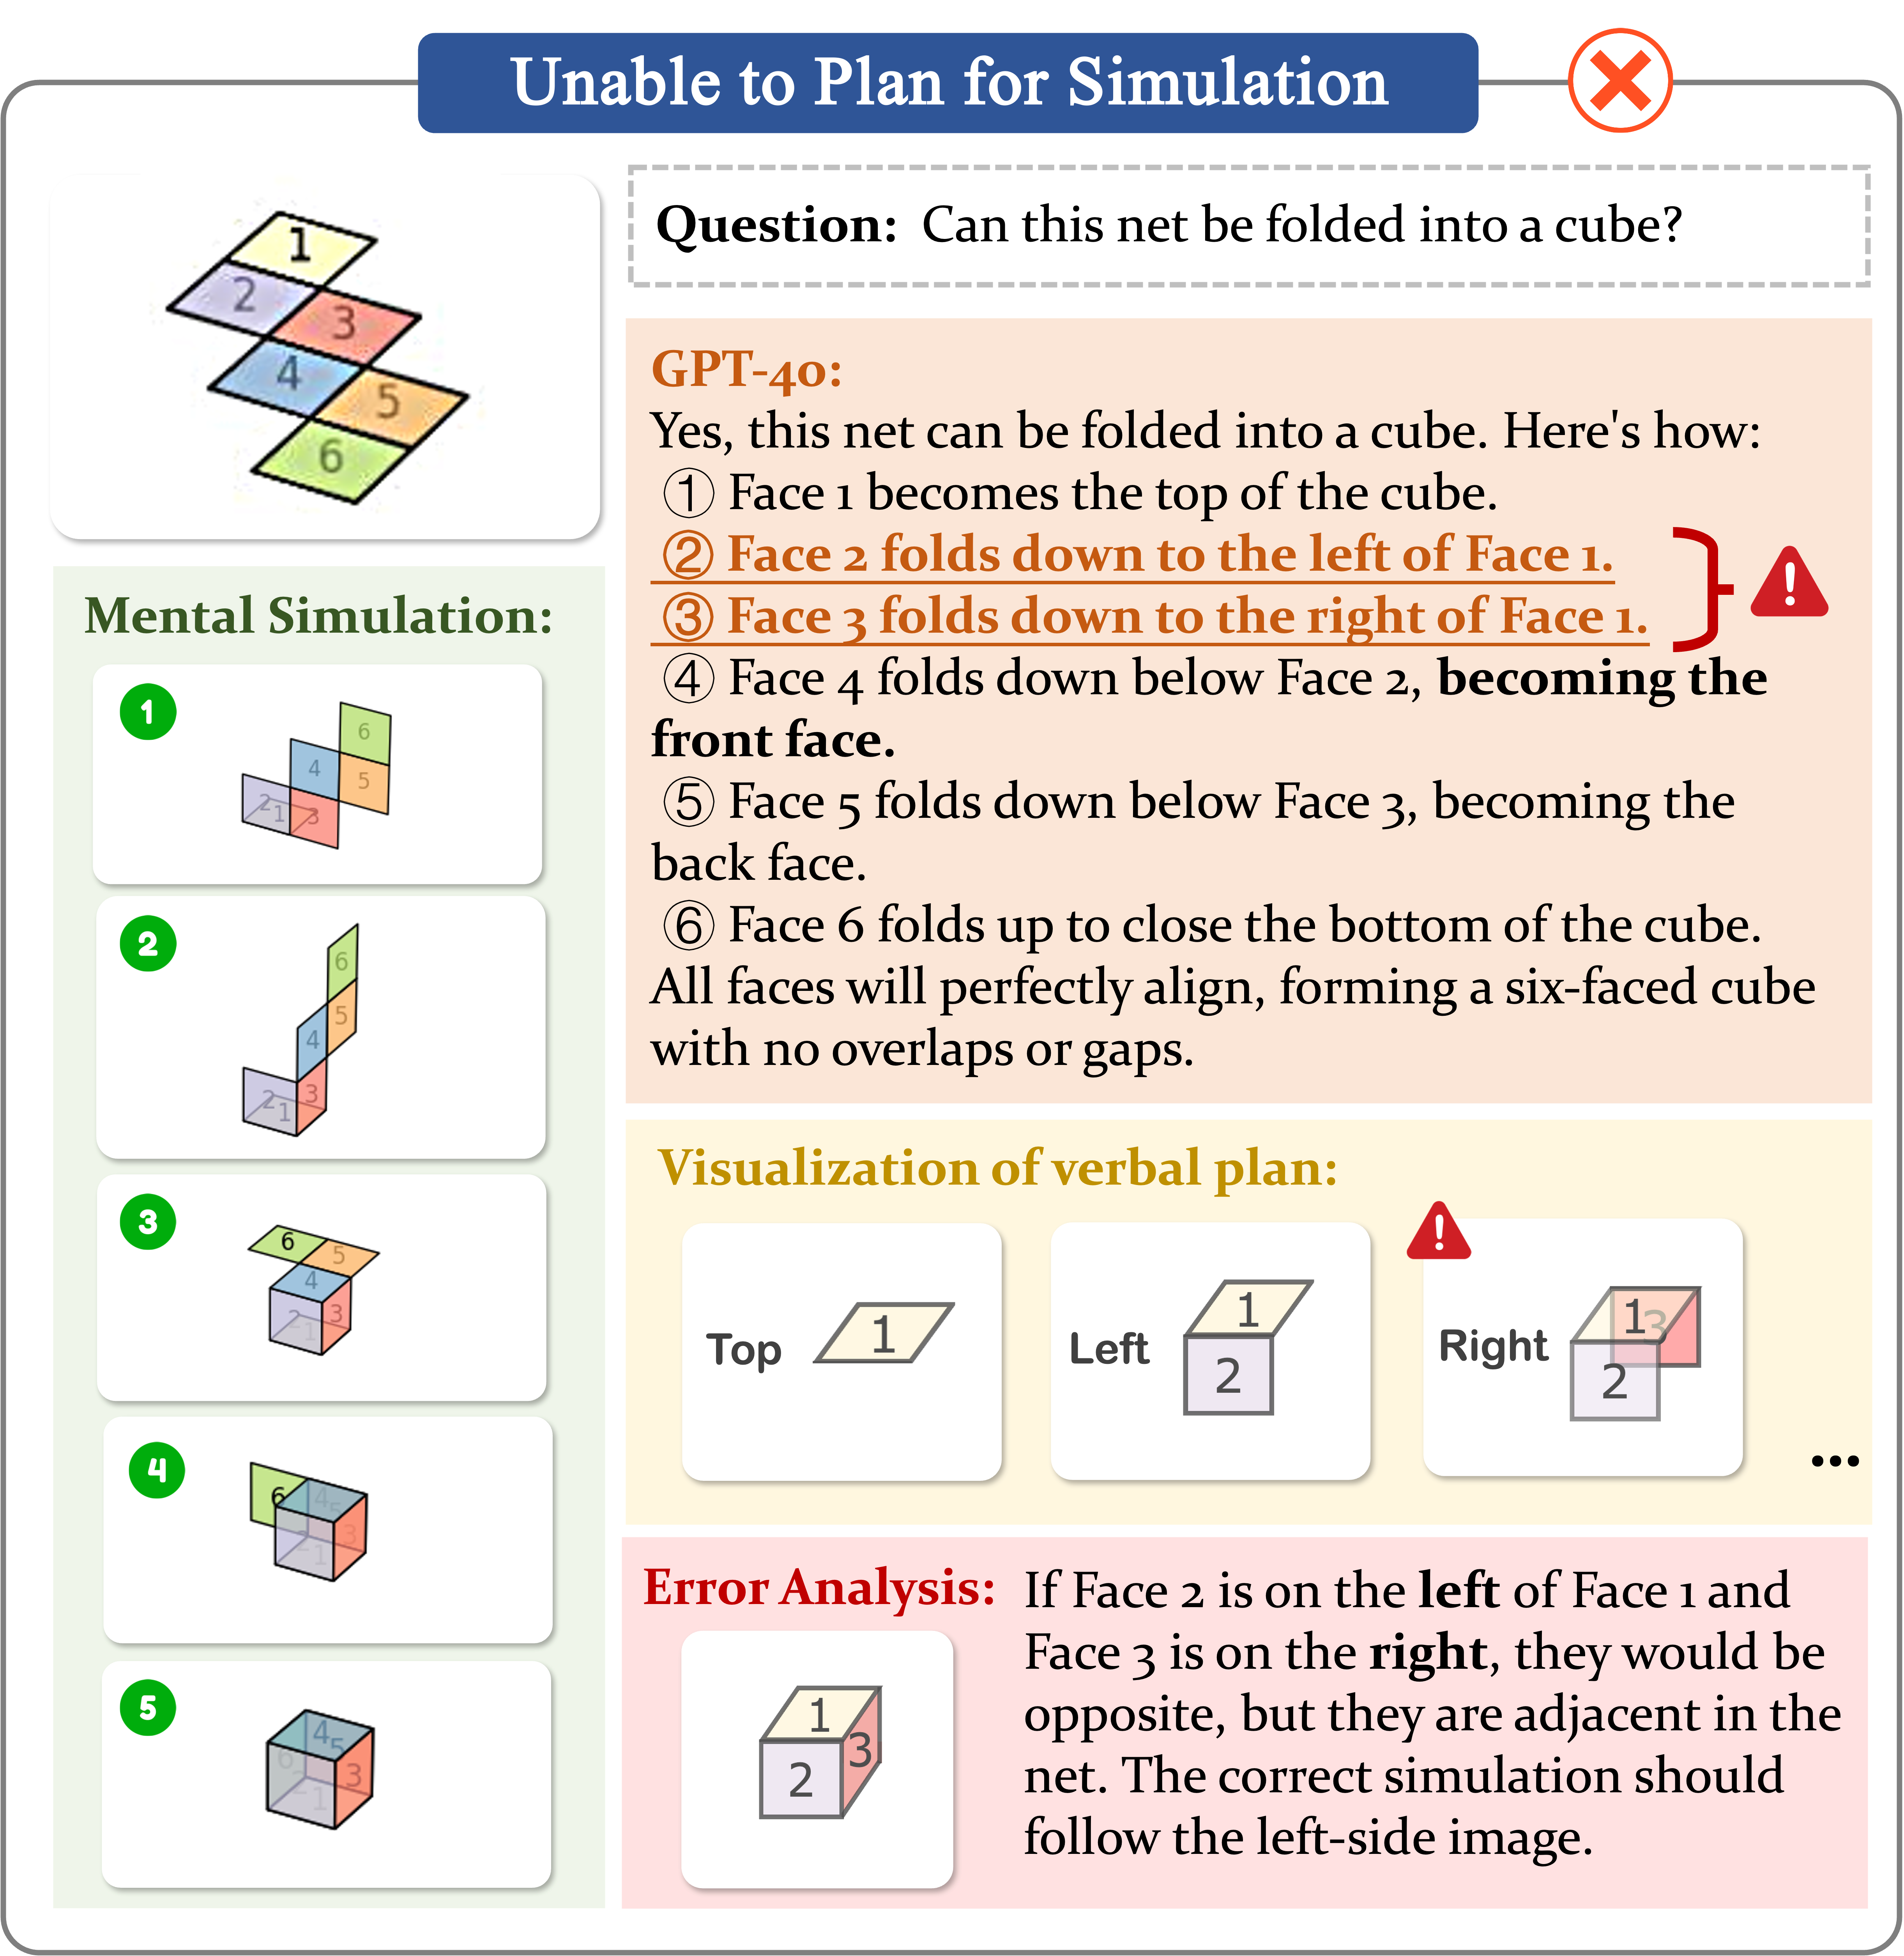 Unable to Plan for Simulation
1
2
3
4
5
6
Question: Can this net be folded into a cube?
GPT-4o:
Yes, this net can be folded into a cube. Here's how:
① Face 1 becomes the top of the cube.
② Face 2 folds down to the left of Face 1.
③ Face 3 folds down to the right of Face 1.
④ Face 4 folds down below Face 2, becoming the
front face.
⑤ Face 5 folds down below Face 3, becoming the
back face.
⑥ Face 6 folds up to close the bottom of the cube.
All faces will perfectly align, forming a six-faced cube
with no overlaps or gaps.
Mental Simulation:
1
6
4
5
2
1
3
2
6
5
4
3
2
1
3
6
5
4
3
2
1
4
6
4
5
3
2
1
5
4
5
6
3
2
1
Visualization of verbal plan:
Top
1
Left
1
2
!
Right
1
3
2
...
Error Analysis:
1
2
3
If Face 2 is on the left of Face 1 and
Face 3 is on the right, they would be
opposite, but they are adjacent in the
net. The correct simulation should
follow the left-side image.